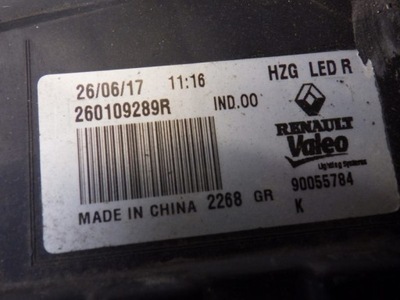 26/06/17 11:16 HZG LED R
260109289R IND.00
RENAULT
Valeo
Lighting Systems
90055784
MADE IN CHINA 2268 GR K